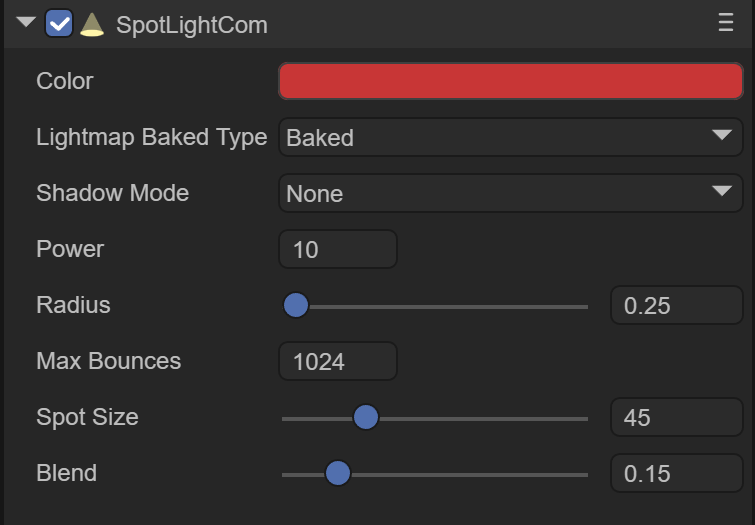 SpotLightCom
Color
Lightmap Baked Type Baked
Shadow Mode None
Power 10
Radius 0.25
Max Bounces 1024
Spot Size 45
Blend 0.15